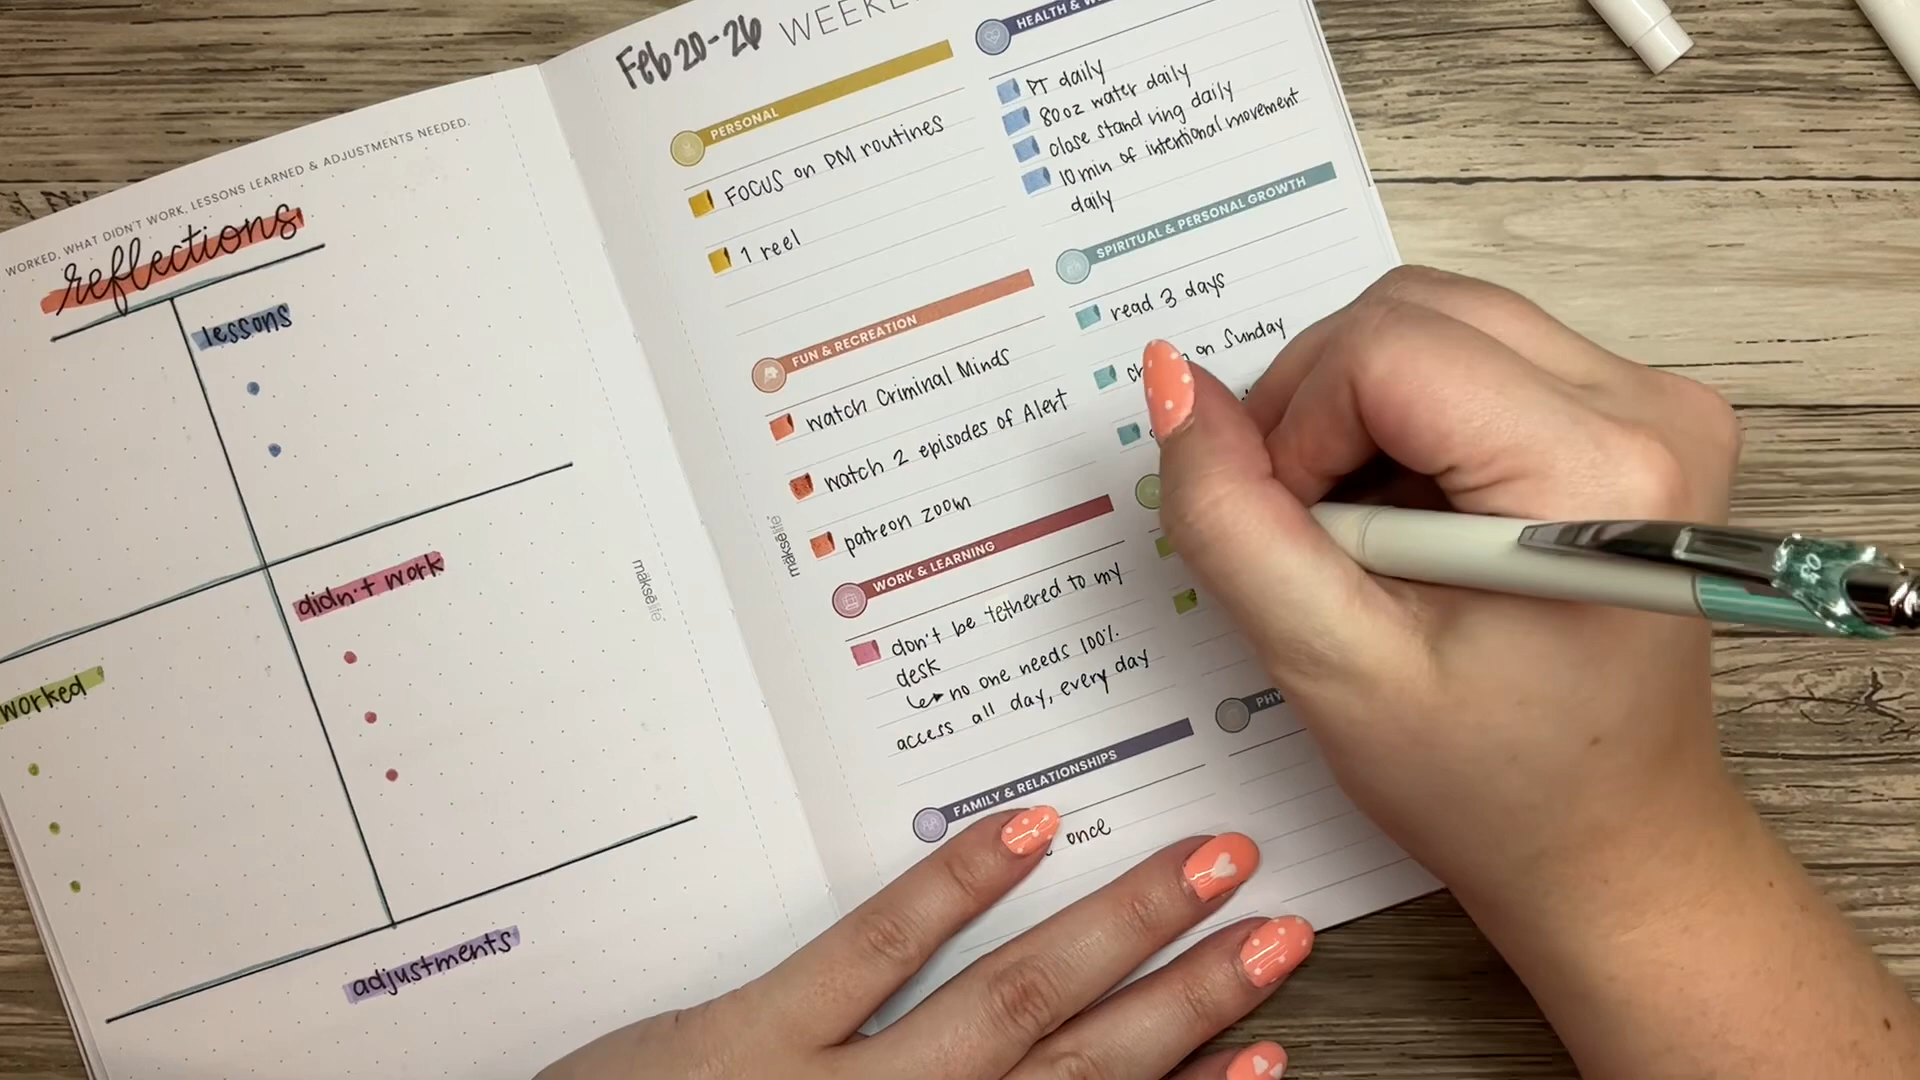 WORKED, WHAT DIDN'T WORK, LESSONS LEARNED & ADJUSTMENTS NEEDED.
reflections
lessons
didn't work
worked
adjustments
mäksēlife
Feb 20-26
PERSONAL
FOCUS on PM routines
1 reel
FUN & RECREATION
watch Criminal Minds
watch 2 episodes of Alert
patreon zoom
mäksēlife
WORK & LEARNING
don't be tethered to my
desk
no one needs 100%
access all day, every day
FAMILY & RELATIONSHIPS
once
HEALTH &
PT daily
80oz water daily
close stand ring daily
10 min of intentional movement
daily
SPIRITUAL & PERSONAL GROWTH
read 3 days
on Sunday